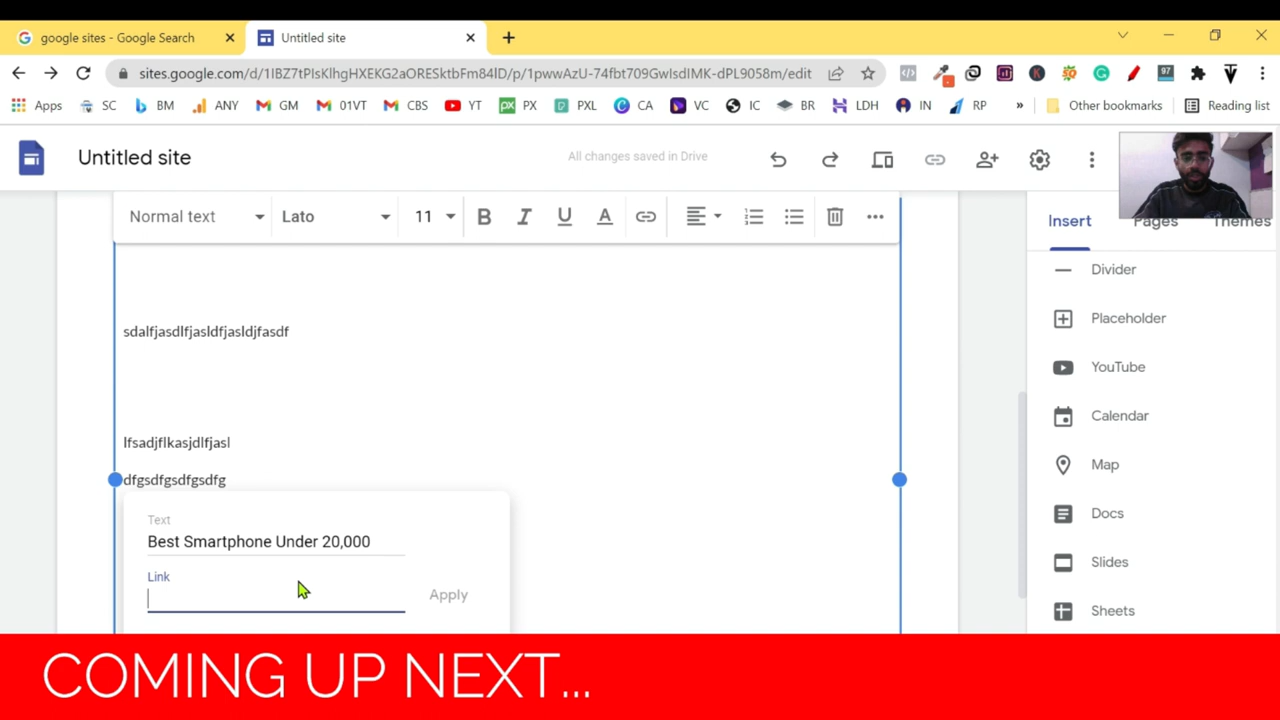 google sites - Google Search
Untitled site
sites.google.com/d/1IBZ7tPIsKlhgHXEKG2aORESktbFm84lD/p/1pwwAzU-74fbt709GwIsdIMK-dPL9058m/edit
97
Apps SC BM ANY GM 01VT CBS YT PX PXL CA VC IC BR LDH IN RP » Other bookmarks Reading list
Untitled site
All changes saved in Drive
Normal text Lato 11 B I U A
Insert Pages Themes
Divider
Placeholder
YouTube
Calendar
Map
Docs
Slides
Sheets
sdalfjasdlfjasldfjasldjfasdf
lfsadjflkasjdlfjasl
dfgsdfgsdfgsdfg
Text
Best Smartphone Under 20,000
Link
Apply
COMING UP NEXT...